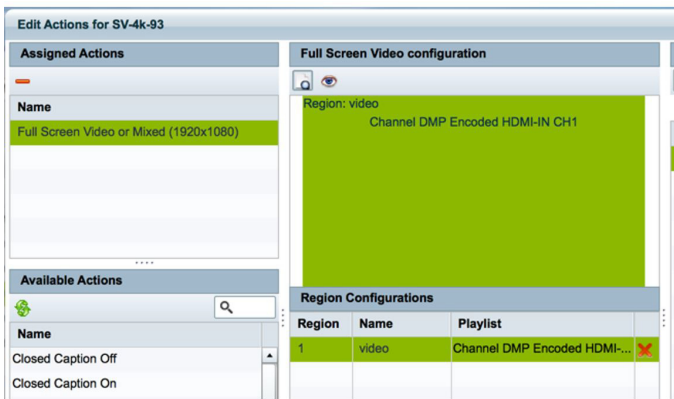 Edit Actions for SV-4k-93
Assigned Actions
Name
Full Screen Video or Mixed (1920x1080)
Available Actions
Name
Closed Caption Off
Closed Caption On
Full Screen Video configuration
Region: video
Channel DMP Encoded HDMI-IN CH1
Region Configurations
Region Name Playlist
1 video Channel DMP Encoded HDMI-...